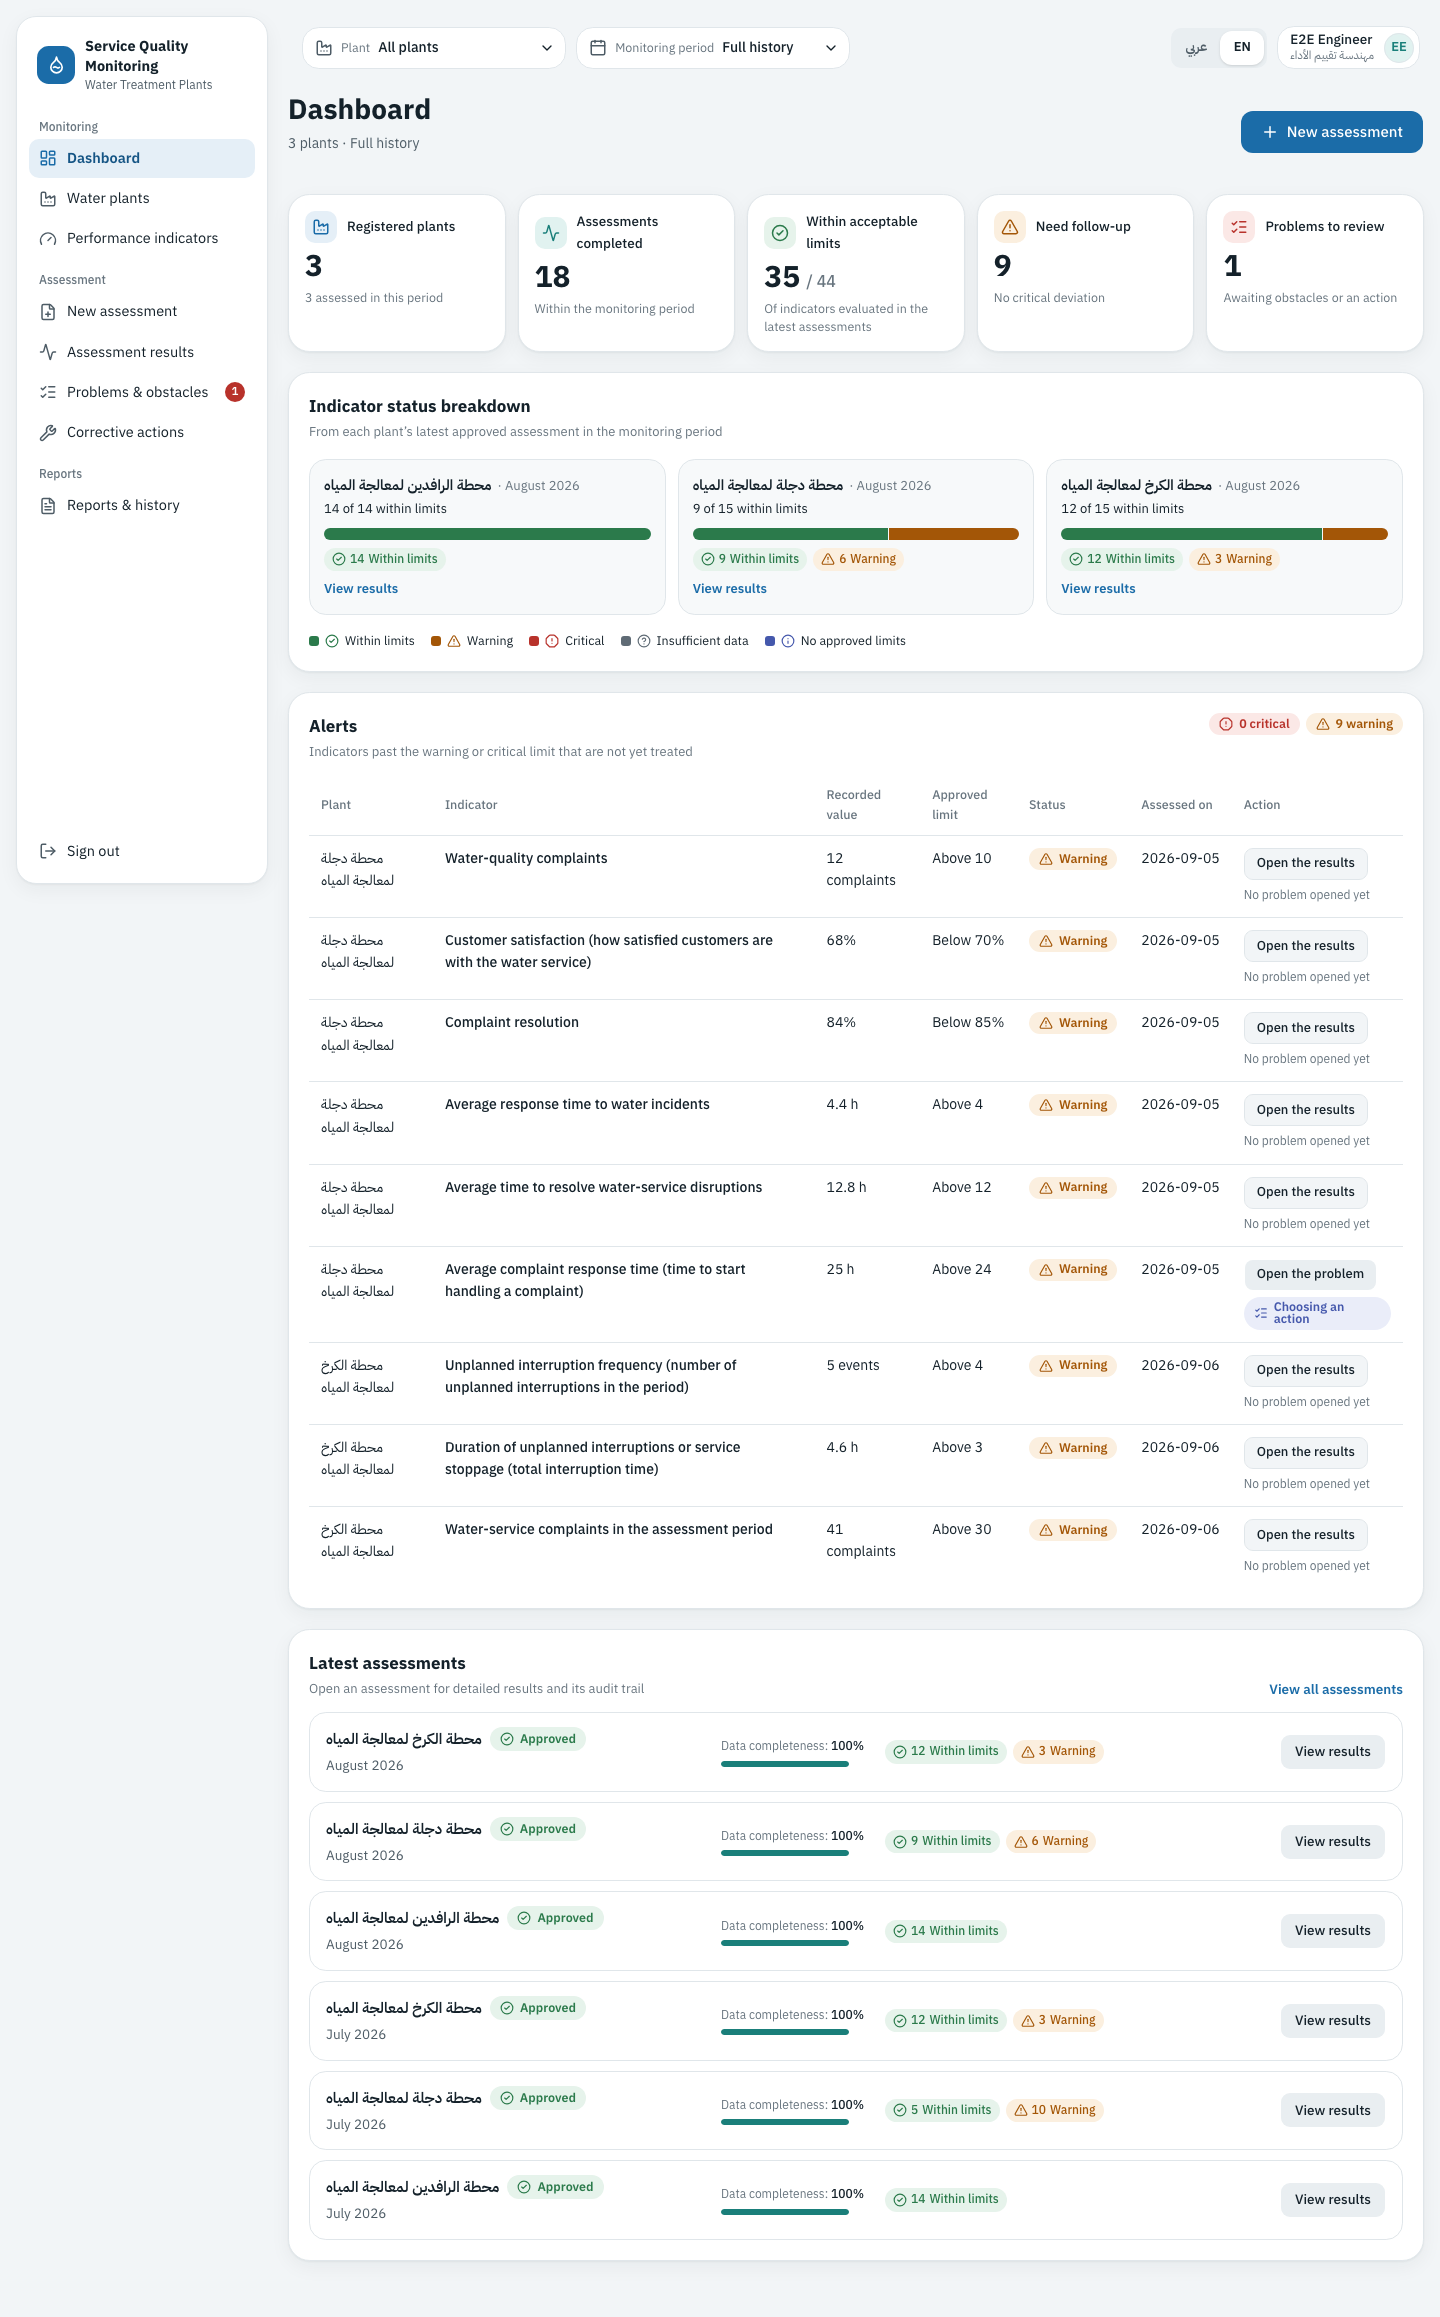 Service Quality
Monitoring
Water Treatment Plants
Monitoring
Dashboard
Water plants
Performance indicators
Assessment
New assessment
Assessment results
Problems & obstacles 1
Corrective actions
Reports
Reports & history
Sign out
Plant All plants
Monitoring period Full history
عربي EN
E2E Engineer
مهندسة تقييم الأداء
EE
Dashboard
3 plants · Full history
New assessment
Registered plants
3
3 assessed in this period
Assessments
completed
18
Within the monitoring period
Within acceptable
limits
35 / 44
Of indicators evaluated in the
latest assessments
Need follow-up
9
No critical deviation
Problems to review
1
Awaiting obstacles or an action
Indicator status breakdown
From each plant's latest approved assessment in the monitoring period
محطة الرافدين لمعالجة المياه · August 2026
14 of 14 within limits
14 Within limits
View results
محطة دجلة لمعالجة المياه · August 2026
9 of 15 within limits
9 Within limits 6 Warning
View results
محطة الكرخ لمعالجة المياه · August 2026
12 of 15 within limits
12 Within limits 3 Warning
View results
Within limits Warning Critical Insufficient data No approved limits
Alerts
0 critical 9 warning
Indicators past the warning or critical limit that are not yet treated
Plant Indicator Recorded value Approved limit Status Assessed on Action
محطة دجلة لمعالجة المياه Water-quality complaints 12 complaints Above 10 Warning 2026-09-05 Open the results
No problem opened yet
محطة دجلة لمعالجة المياه Customer satisfaction (how satisfied customers are with the water service) 68% Below 70% Warning 2026-09-05 Open the results
No problem opened yet
محطة دجلة لمعالجة المياه Complaint resolution 84% Below 85% Warning 2026-09-05 Open the results
No problem opened yet
محطة دجلة لمعالجة المياه Average response time to water incidents 4.4 h Above 4 Warning 2026-09-05 Open the results
No problem opened yet
محطة دجلة لمعالجة المياه Average time to resolve water-service disruptions 12.8 h Above 12 Warning 2026-09-05 Open the results
No problem opened yet
محطة دجلة لمعالجة المياه Average complaint response time (time to start handling a complaint) 25 h Above 24 Warning 2026-09-05 Open the problem
Choosing an action
محطة الكرخ لمعالجة المياه Unplanned interruption frequency (number of unplanned interruptions in the period) 5 events Above 4 Warning 2026-09-06 Open the results
No problem opened yet
محطة الكرخ لمعالجة المياه Duration of unplanned interruptions or service stoppage (total interruption time) 4.6 h Above 3 Warning 2026-09-06 Open the results
No problem opened yet
محطة الكرخ لمعالجة المياه Water-service complaints in the assessment period 41 complaints Above 30 Warning 2026-09-06 Open the results
No problem opened yet
Latest assessments
Open an assessment for detailed results and its audit trail
View all assessments
محطة الكرخ لمعالجة المياه Approved
August 2026
Data completeness: 100% 12 Within limits 3 Warning View results
محطة دجلة لمعالجة المياه Approved
August 2026
Data completeness: 100% 9 Within limits 6 Warning View results
محطة الرافدين لمعالجة المياه Approved
August 2026
Data completeness: 100% 14 Within limits View results
محطة الكرخ لمعالجة المياه Approved
July 2026
Data completeness: 100% 12 Within limits 3 Warning View results
محطة دجلة لمعالجة المياه Approved
July 2026
Data completeness: 100% 5 Within limits 10 Warning View results
محطة الرافدين لمعالجة المياه Approved
July 2026
Data completeness: 100% 14 Within limits View results